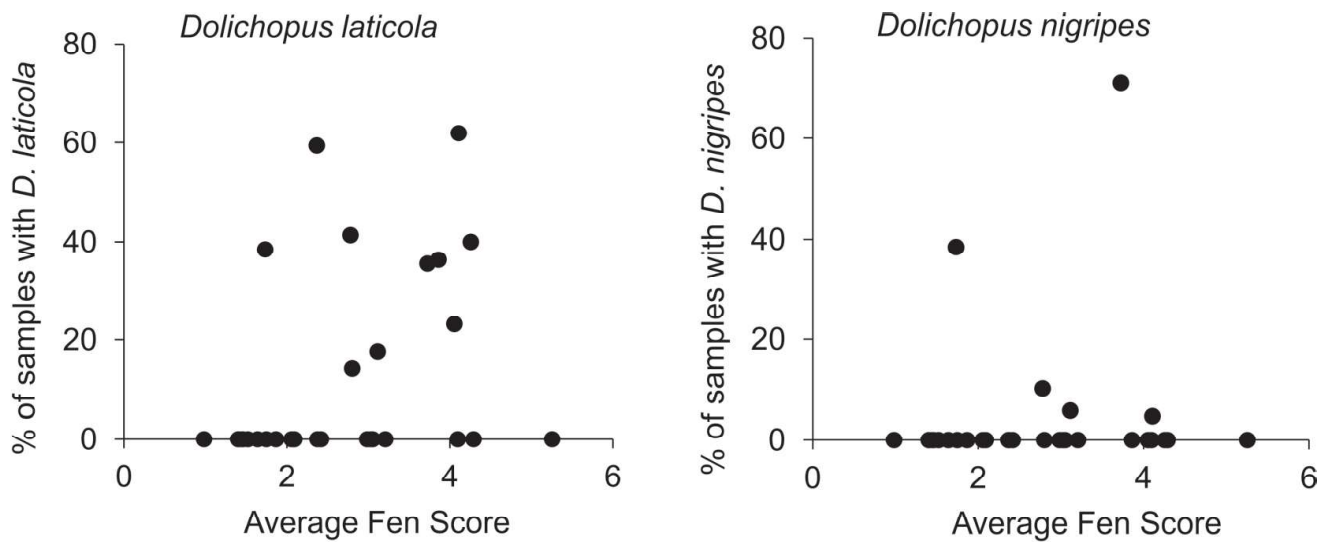 Dolichopus laticola
% of samples with D. laticola
80
60
40
20
0
0 2 4 6
Average Fen Score
Dolichopus nigripes
% of samples with D. nigripes
80
60
40
20
0
0 2 4 6
Average Fen Score